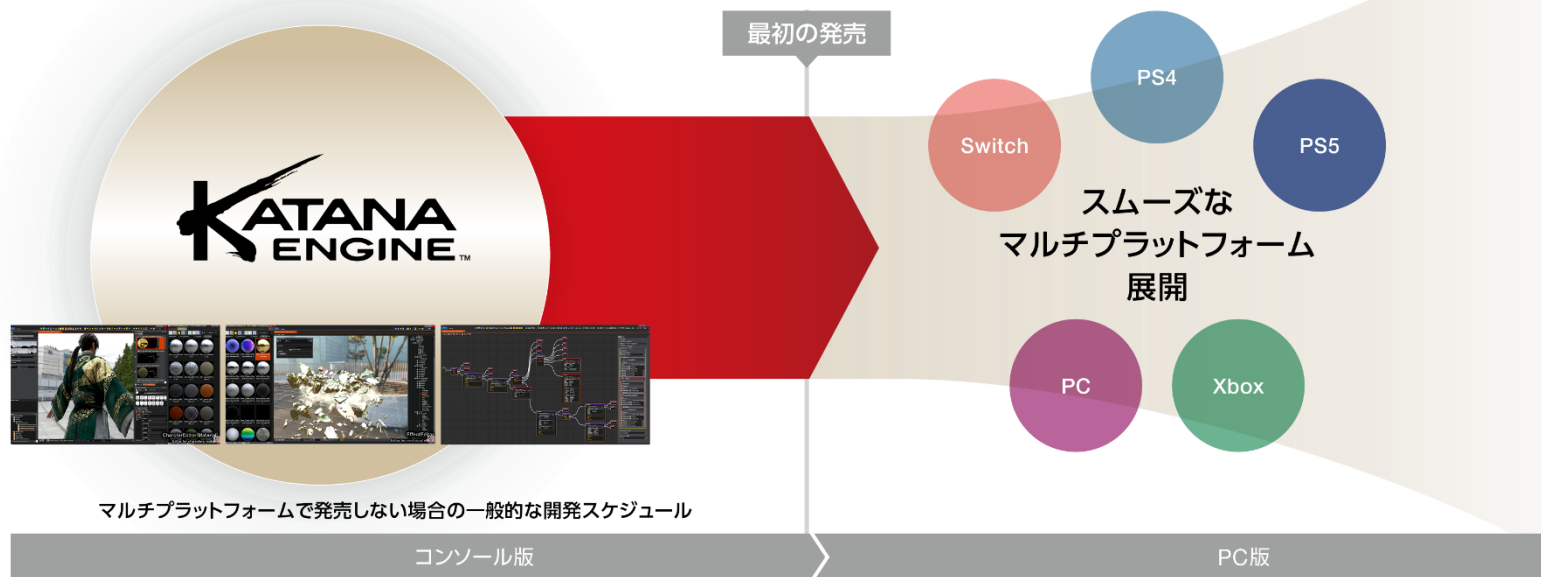 最初の発売
KATANA
ENGINE™
Switch
PS4
PS5
スムーズな
マルチプラットフォーム
展開
PC
Xbox
マルチプラットフォームで発売しない場合の一般的な開発スケジュール
コンソール版
PC版